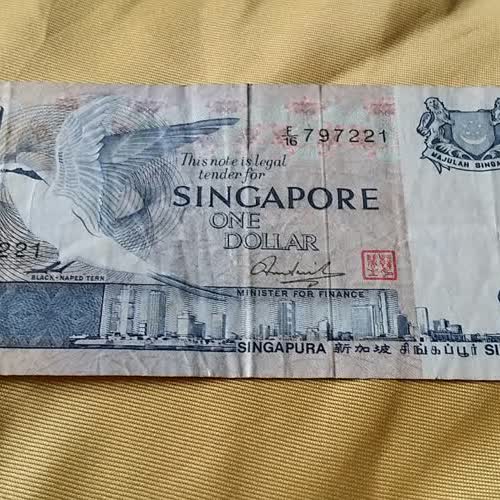 E/16 797221
MAJULAH SINGA
This note is legal
tender for
SINGAPORE
ONE
DOLLAR
221
BLACK-NAPED TERN
MINISTER FOR FINANCE
SINGAPURA 新加坡 சிங்கப்பூர் SI